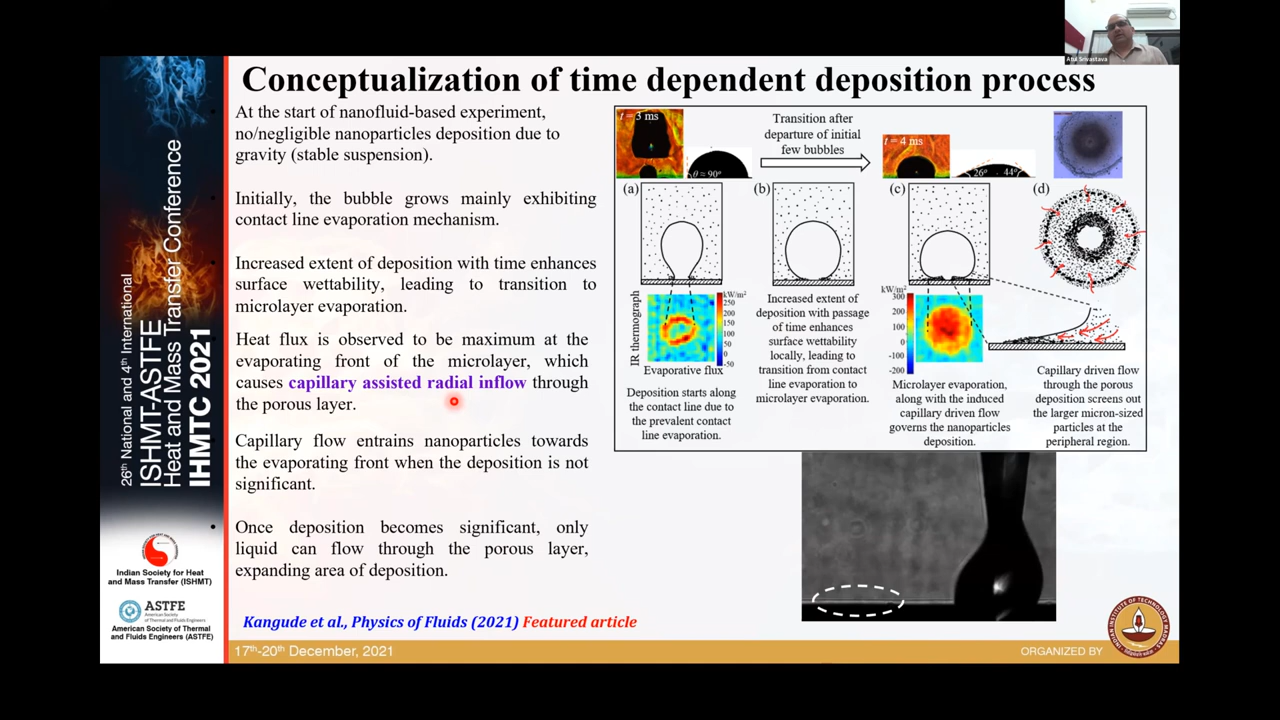 Atul Srivastava
Conceptualization of time dependent deposition process
At the start of nanofluid-based experiment,
no/negligible nanoparticles deposition due to
gravity (stable suspension).
Initially, the bubble grows mainly exhibiting
contact line evaporation mechanism.
Increased extent of deposition with time enhances
surface wettability, leading to transition to
microlayer evaporation.
Heat flux is observed to be maximum at the
evaporating front of the microlayer, which
causes capillary assisted radial inflow through
the porous layer.
Capillary flow entrains nanoparticles towards
the evaporating front when the deposition is not
significant.
Once deposition becomes significant, only
liquid can flow through the porous layer,
expanding area of deposition.
Kangude et al., Physics of Fluids (2021) Featured article
t = 3 ms
θ ≈ 90°
Transition after
departure of initial
few bubbles
t = 4 ms
26° 44°
(a)
(b)
(c)
(d)
IR thermograph
kW/m²
250
200
150
100
50
0
-50
Evaporative flux
Deposition starts along
the contact line due to
the prevalent contact
line evaporation.
Increased extent of
deposition with passage
of time enhances
surface wettability
locally, leading to
transition from contact
line evaporation to
microlayer evaporation.
kW/m²
300
200
100
0
-100
-200
Microlayer evaporation,
along with the induced
capillary driven flow
governs the nanoparticles
deposition.
Capillary driven flow
through the porous
deposition screens out
the larger micron-sized
particles at the
peripheral region.
26th National and 4th International
ISHMT-ASTFE
Heat and Mass Transfer Conference
IHMTC 2021
Indian Society for Heat
and Mass Transfer (ISHMT)
ASTFE
American Society of
Thermal and Fluids Engineers
American Society of Thermal
and Fluids Engineers (ASTFE)
17th-20th December, 2021
ORGANIZED BY